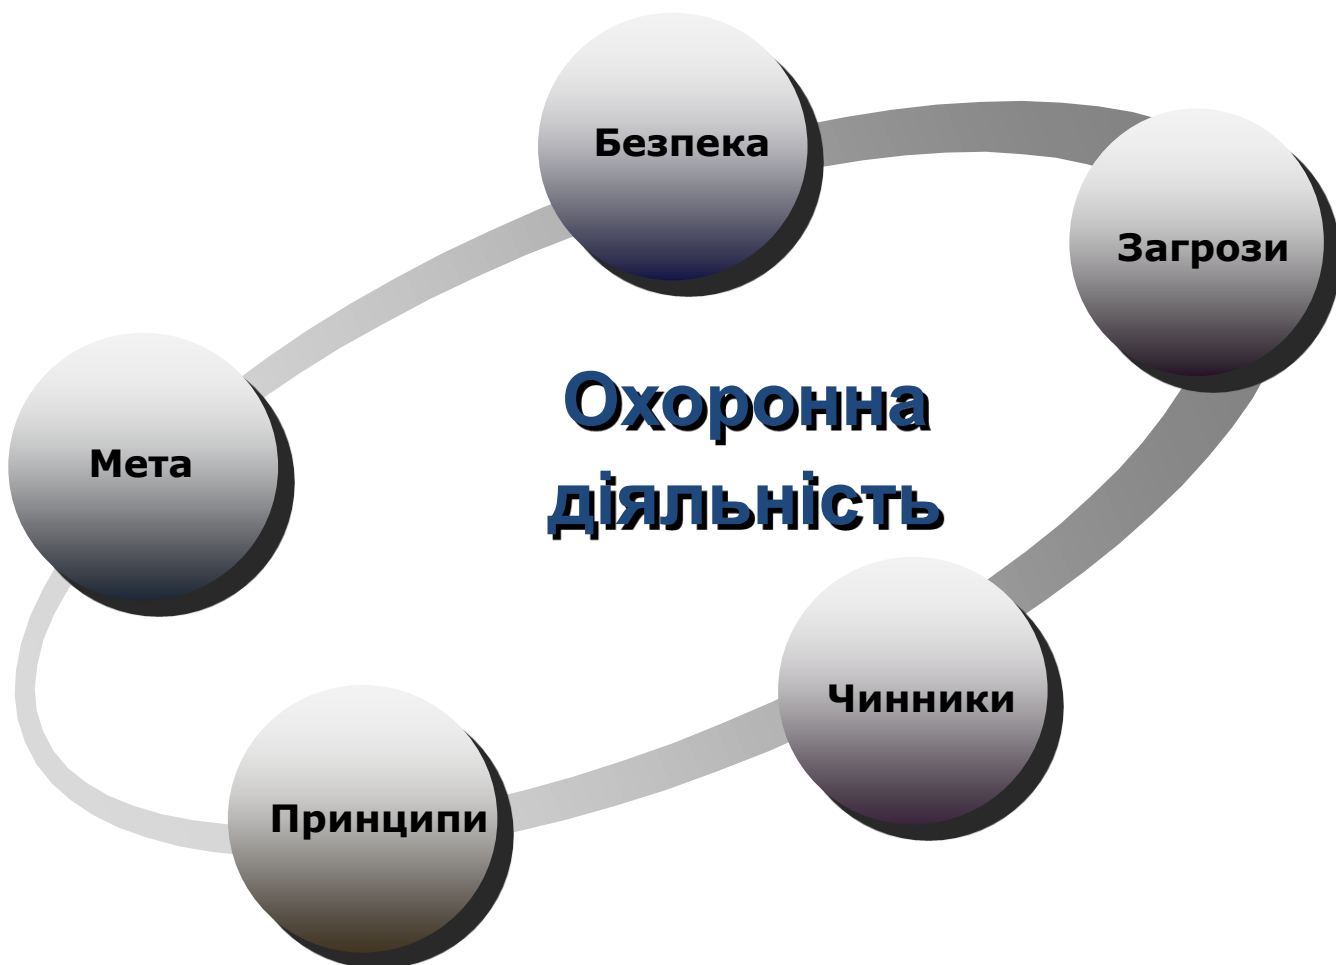 Безпека
Загрози
Охоронна
діяльність
Мета
Чинники
Принципи